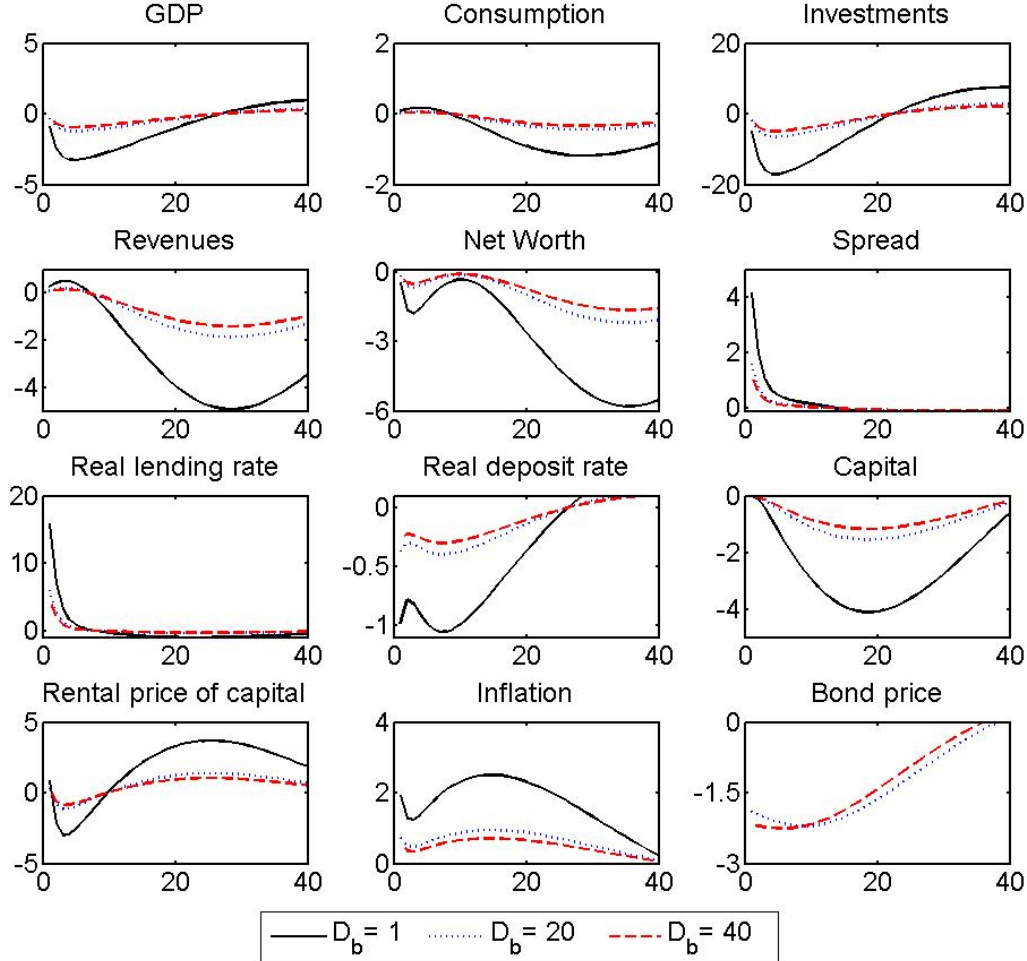 GDP Consumption Investments
5 2 20
0 0 0
-5 -2 -20
0 20 40 0 20 40 0 20 40
Revenues Net Worth Spread
0 0 4
-2 -3 2
-4 -6 0
0 20 40 0 20 40 0 20 40
Real lending rate Real deposit rate Capital
20 0 0
10 -0.5 -2
0 -1 -4
0 20 40 0 20 40 0 20 40
Rental price of capital Inflation Bond price
5 4 0
0 2 -1.5
-5 0 -3
0 20 40 0 20 40 0 20 40
D_b= 1 D_b= 20 D_b= 40